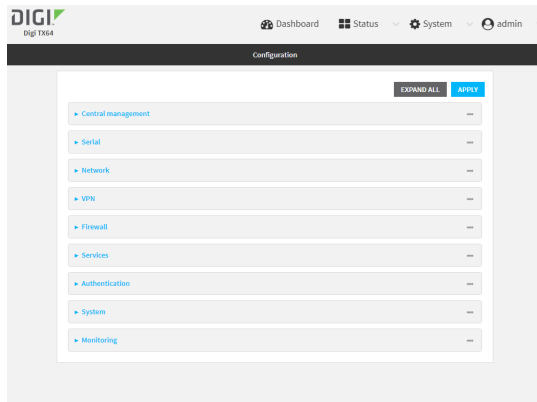 DIGI
Digi TX64
Dashboard Status System admin
Configuration
EXPAND ALL APPLY
Central management
Serial
Network
VPN
Firewall
Services
Authentication
System
Monitoring